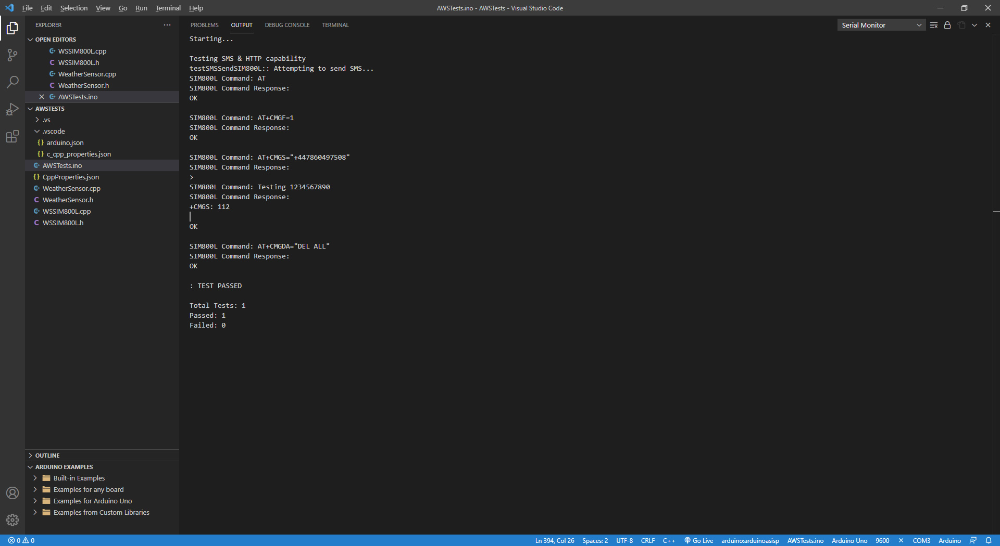 File Edit Selection View Go Run Terminal Help
AWSTests.ino - AWSTests - Visual Studio Code
EXPLORER
OPEN EDITORS
WSSIM800L.cpp
WSSIM800L.h
WeatherSensor.cpp
WeatherSensor.h
AWSTests.ino
AWSTESTS
.vs
.vscode
arduino.json
c_cpp_properties.json
AWSTests.ino
CppProperties.json
WeatherSensor.cpp
WeatherSensor.h
WSSIM800L.cpp
WSSIM800L.h
OUTLINE
ARDUINO EXAMPLES
Built-in Examples
Examples for any board
Examples for Arduino Uno
Examples from Custom Libraries
PROBLEMS OUTPUT DEBUG CONSOLE TERMINAL
Serial Monitor
Starting...
Testing SMS & HTTP capability
testSMSSendSIM800L:: Attempting to send SMS...
SIM800L Command: AT
SIM800L Command Response:
OK
SIM800L Command: AT+CMGF=1
SIM800L Command Response:
OK
SIM800L Command: AT+CMGS="+447860497508"
SIM800L Command Response:
>
SIM800L Command: Testing 1234567890
SIM800L Command Response:
+CMGS: 112
OK
SIM800L Command: AT+CMGDA="DEL ALL"
SIM800L Command Response:
OK
: TEST PASSED
Total Tests: 1
Passed: 1
Failed: 0
0 0
Ln 394, Col 26 Spaces: 2 UTF-8 CRLF C++ Go Live arduino:arduinoasisp AWSTests.ino Arduino Uno 9600 COM3 Arduino